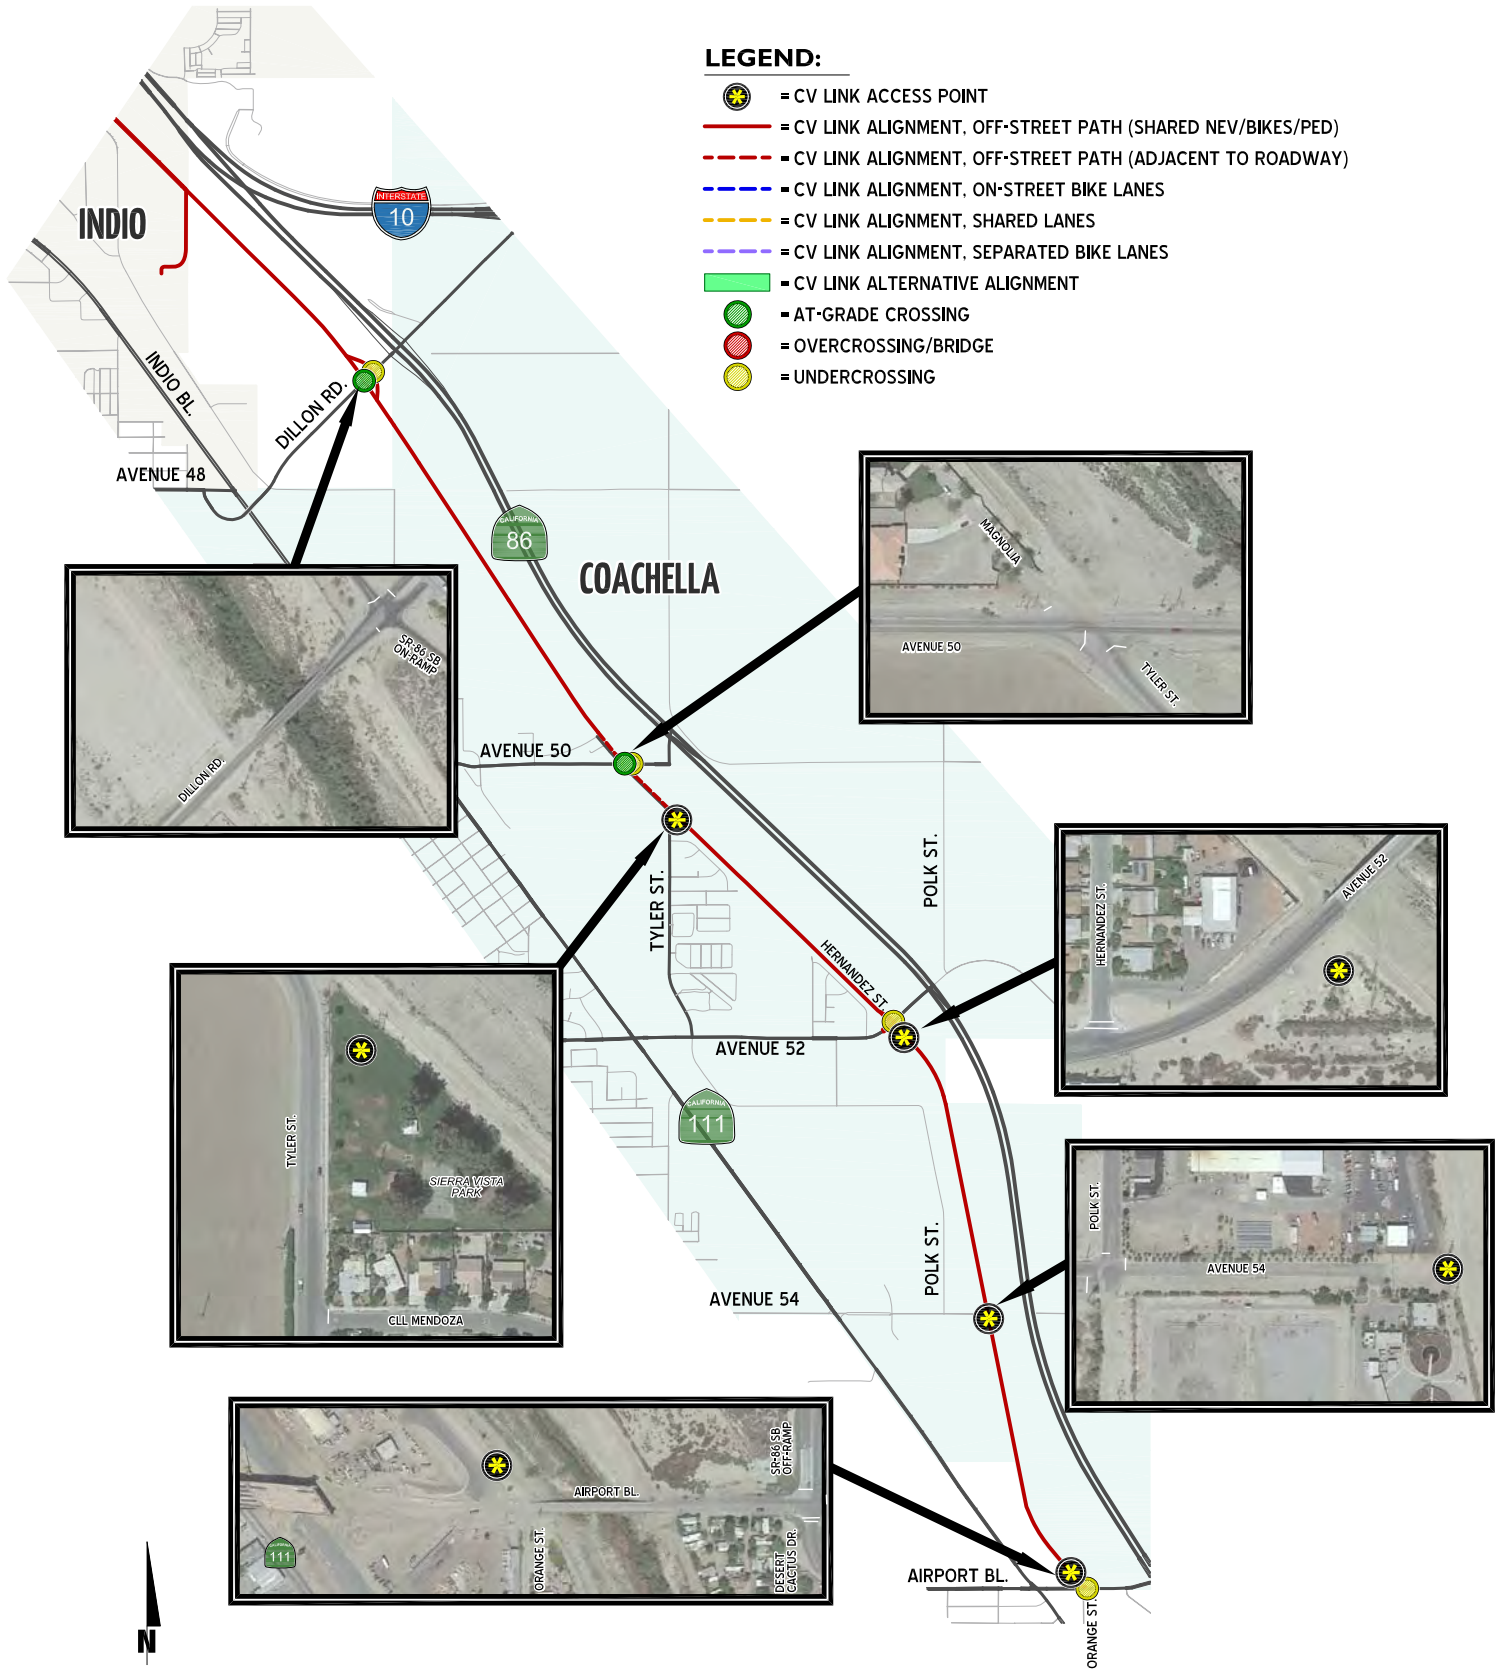 LEGEND:
= CV LINK ACCESS POINT
= CV LINK ALIGNMENT, OFF-STREET PATH (SHARED NEV/BIKES/PED)
= CV LINK ALIGNMENT, OFF-STREET PATH (ADJACENT TO ROADWAY)
= CV LINK ALIGNMENT, ON-STREET BIKE LANES
= CV LINK ALIGNMENT, SHARED LANES
= CV LINK ALIGNMENT, SEPARATED BIKE LANES
= CV LINK ALTERNATIVE ALIGNMENT
= AT-GRADE CROSSING
= OVERCROSSING/BRIDGE
= UNDERCROSSING
INTERSTATE
10
INDIO
INDIO BL.
DILLON RD.
AVENUE 48
CALIFORNIA
86
COACHELLA
MAGNOLIA
AVENUE 50
TYLER ST.
SR-86 SB
ON-RAMP
DILLON RD.
AVENUE 50
TYLER ST.
POLK ST.
HERNANDEZ ST.
AVENUE 52
HERNANDEZ ST.
AVENUE 52
CALIFORNIA
111
TYLER ST.
SIERRA VISTA
PARK
CLL MENDOZA
POLK ST.
AVENUE 54
POLK ST.
AVENUE 54
SR-86 SB
OFF-RAMP
AIRPORT BL.
ORANGE ST.
DESERT
CACTUS DR.
CALIFORNIA
111
AIRPORT BL.
ORANGE ST.
N